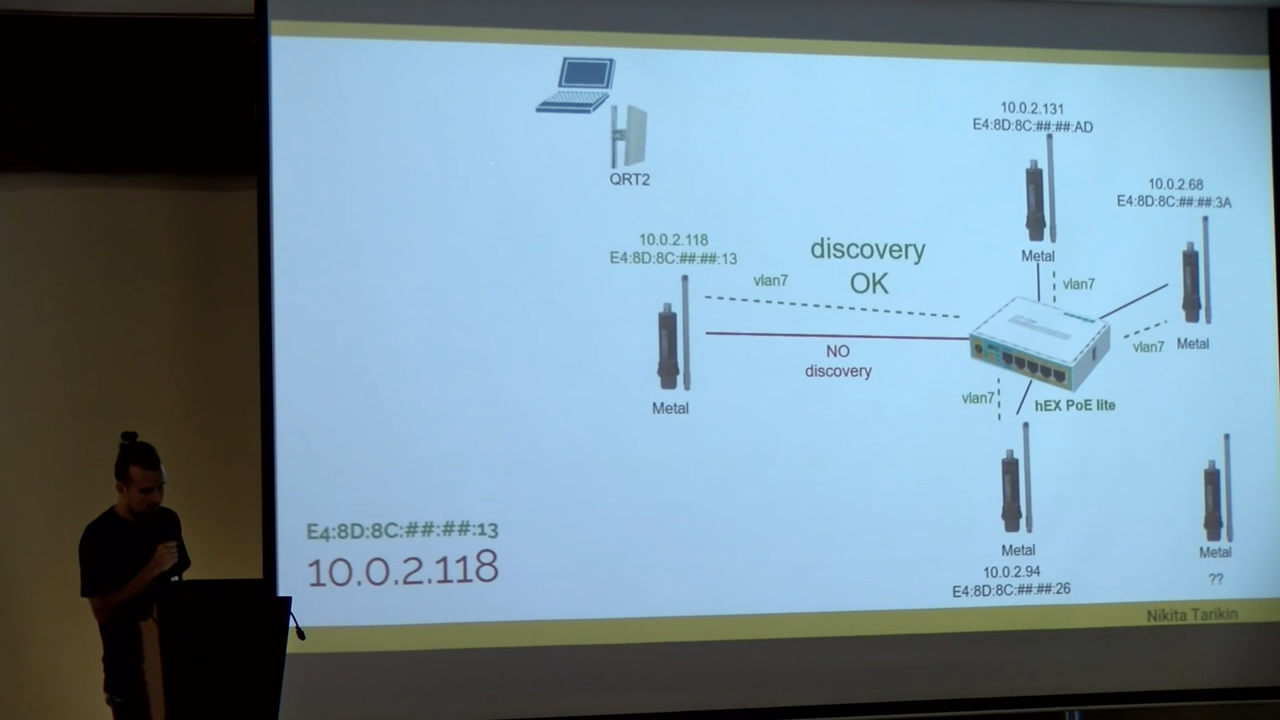 QRT2
10.0.2.131
E4:8D:8C:##:##:AD
Metal
10.0.2.68
E4:8D:8C:##:##:3A
Metal
10.0.2.118
E4:8D:8C:##:##:13
Metal
discovery
OK
vlan7
NO
discovery
vlan7
vlan7
vlan7
hEX PoE lite
Metal
10.0.2.94
E4:8D:8C:##:##:26
Metal
??
E4:8D:8C:##:##:13
10.0.2.118
Nikita Tarikin